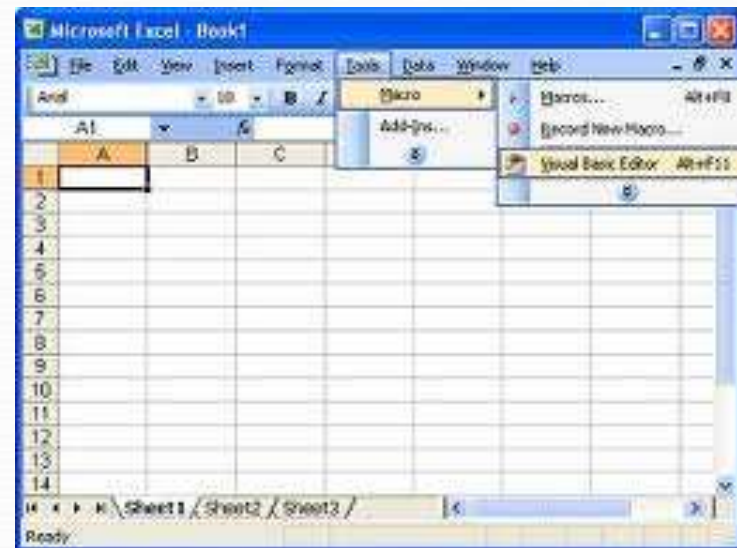 Microsoft Excel - Book1
File Edit View Insert Format Tools Data Window Help
Arial 10 B I Macro Macros... Alt+F8
A1 fx Add-Ins... Record New Macro...
A B C Visual Basic Editor Alt+F11
1
2
3
4
5
6
7
8
9
10
11
12
13
14
Sheet1 / Sheet2 / Sheet3 /
Ready